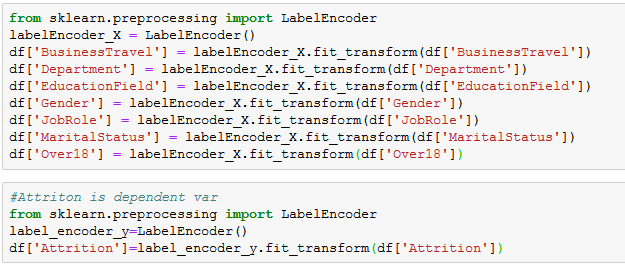 from sklearn.preprocessing import LabelEncoder
labelEncoder_X = LabelEncoder()
df['BusinessTravel'] = labelEncoder_X.fit_transform(df['BusinessTravel'])
df['Department'] = labelEncoder_X.fit_transform(df['Department'])
df['EducationField'] = labelEncoder_X.fit_transform(df['EducationField'])
df['Gender'] = labelEncoder_X.fit_transform(df['Gender'])
df['JobRole'] = labelEncoder_X.fit_transform(df['JobRole'])
df['MaritalStatus'] = labelEncoder_X.fit_transform(df['MaritalStatus'])
df['Over18'] = labelEncoder_X.fit_transform(df['Over18'])
#Attriton is dependent var
from sklearn.preprocessing import LabelEncoder
label_encoder_y=LabelEncoder()
df['Attrition']=label_encoder_y.fit_transform(df['Attrition'])